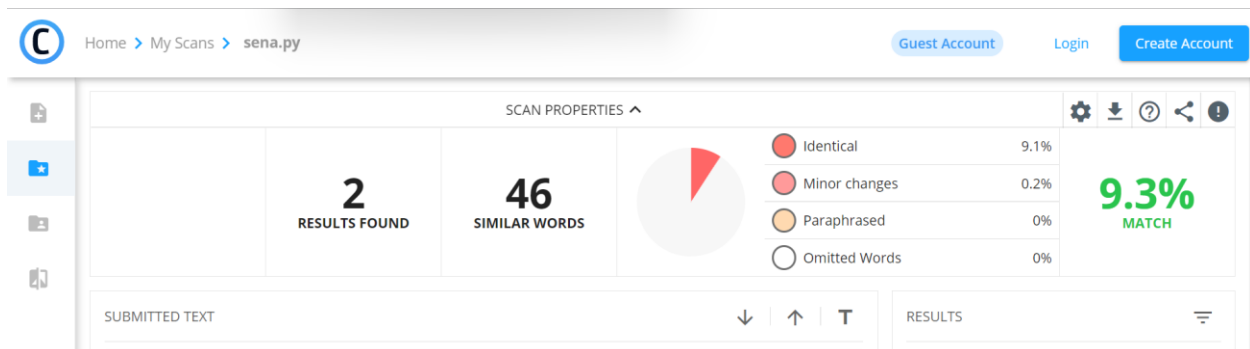 C Home > My Scans > sena.py Guest Account Login Create Account
SCAN PROPERTIES
2
RESULTS FOUND
46
SIMILAR WORDS
Identical 9.1%
Minor changes 0.2%
Paraphrased 0%
Omitted Words 0%
9.3%
MATCH
SUBMITTED TEXT T RESULTS